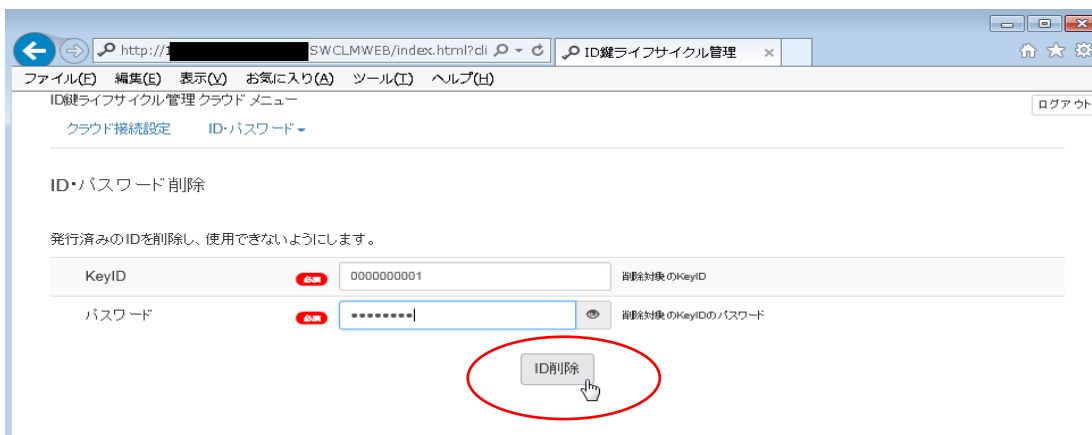 http://1 SWCLMWEB/index.html?cli
ID鍵ライフサイクル管理
ファイル(F) 編集(E) 表示(V) お気に入り(A) ツール(T) ヘルプ(H)
ID鍵ライフサイクル管理 クラウド メニュー
ログアウト
クラウド接続設定 ID・パスワード
ID・パスワード削除
発行済みのIDを削除し、使用できないようにします。
KeyID 必須 0000000001 削除対象のKeyID
パスワード 必須 •••••••• 削除対象のKeyIDのパスワード
ID削除